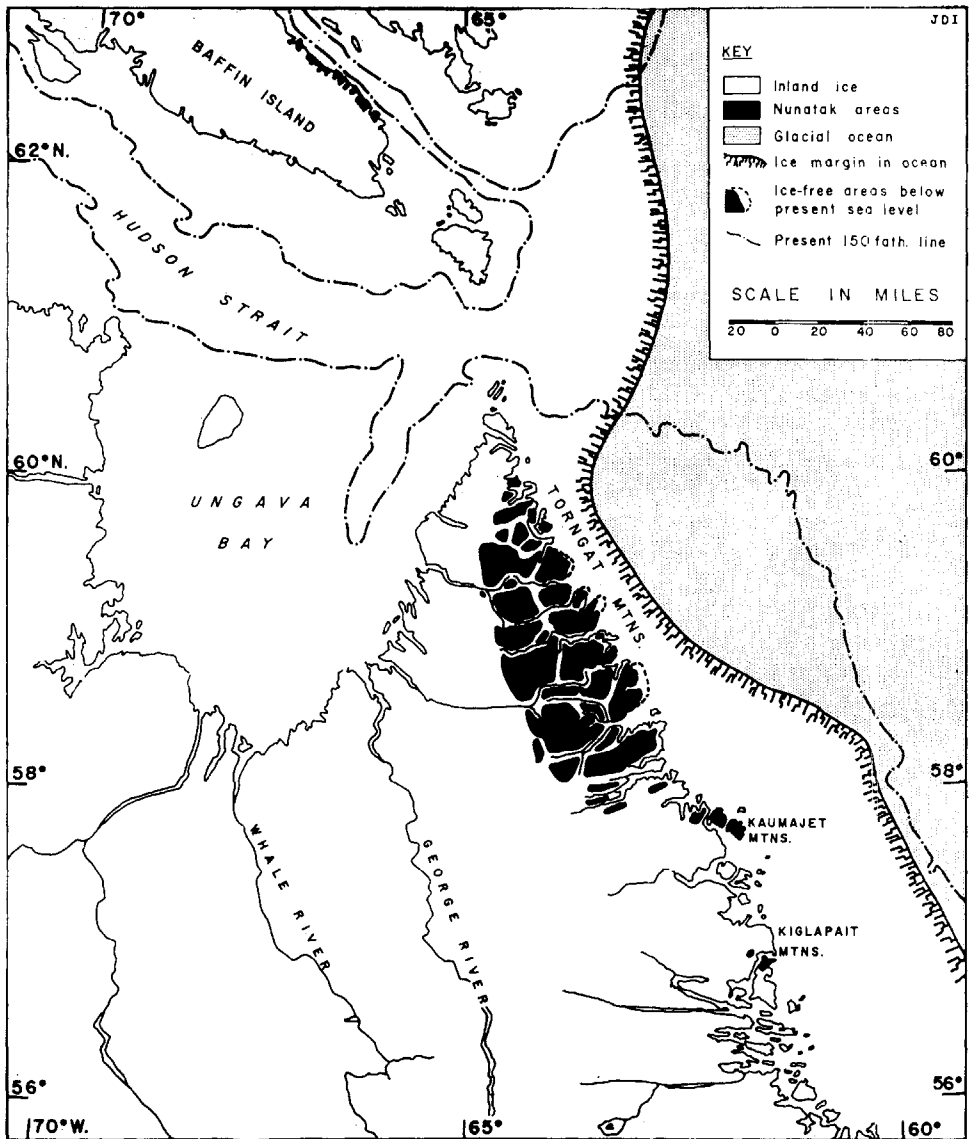 70°
65°
JDI
KEY
Inland ice
Nunatak areas
Glacial ocean
Ice margin in ocean
Ice-free areas below
present sea level
Present 150 fath. line
SCALE IN MILES
20 0 20 40 60 80
BAFFIN ISLAND
62°N.
HUDSON STRAIT
60°N.
60°
UNGAVA
BAY
TORNGAT MTNS.
58°
58°
KAUMAJET
MTNS.
WHALE RIVER
GEORGE RIVER
KIGLAPAIT
MTNS.
56°
56°
70°W.
65°
60°